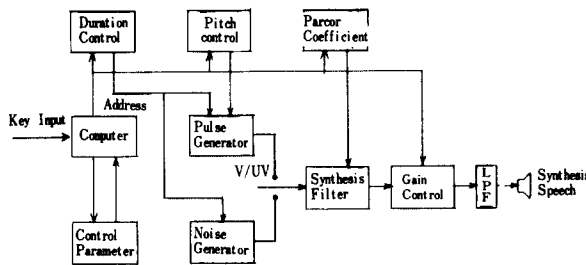 Duration
Control
Pitch
control
Parcor
Coefficient
Address
Key Input
Computer
Pulse
Generator
V/UV
Synthesis
Filter
Gain
Control
L
P
F
Synthesis
Speech
Control
Parameter
Noise
Generator